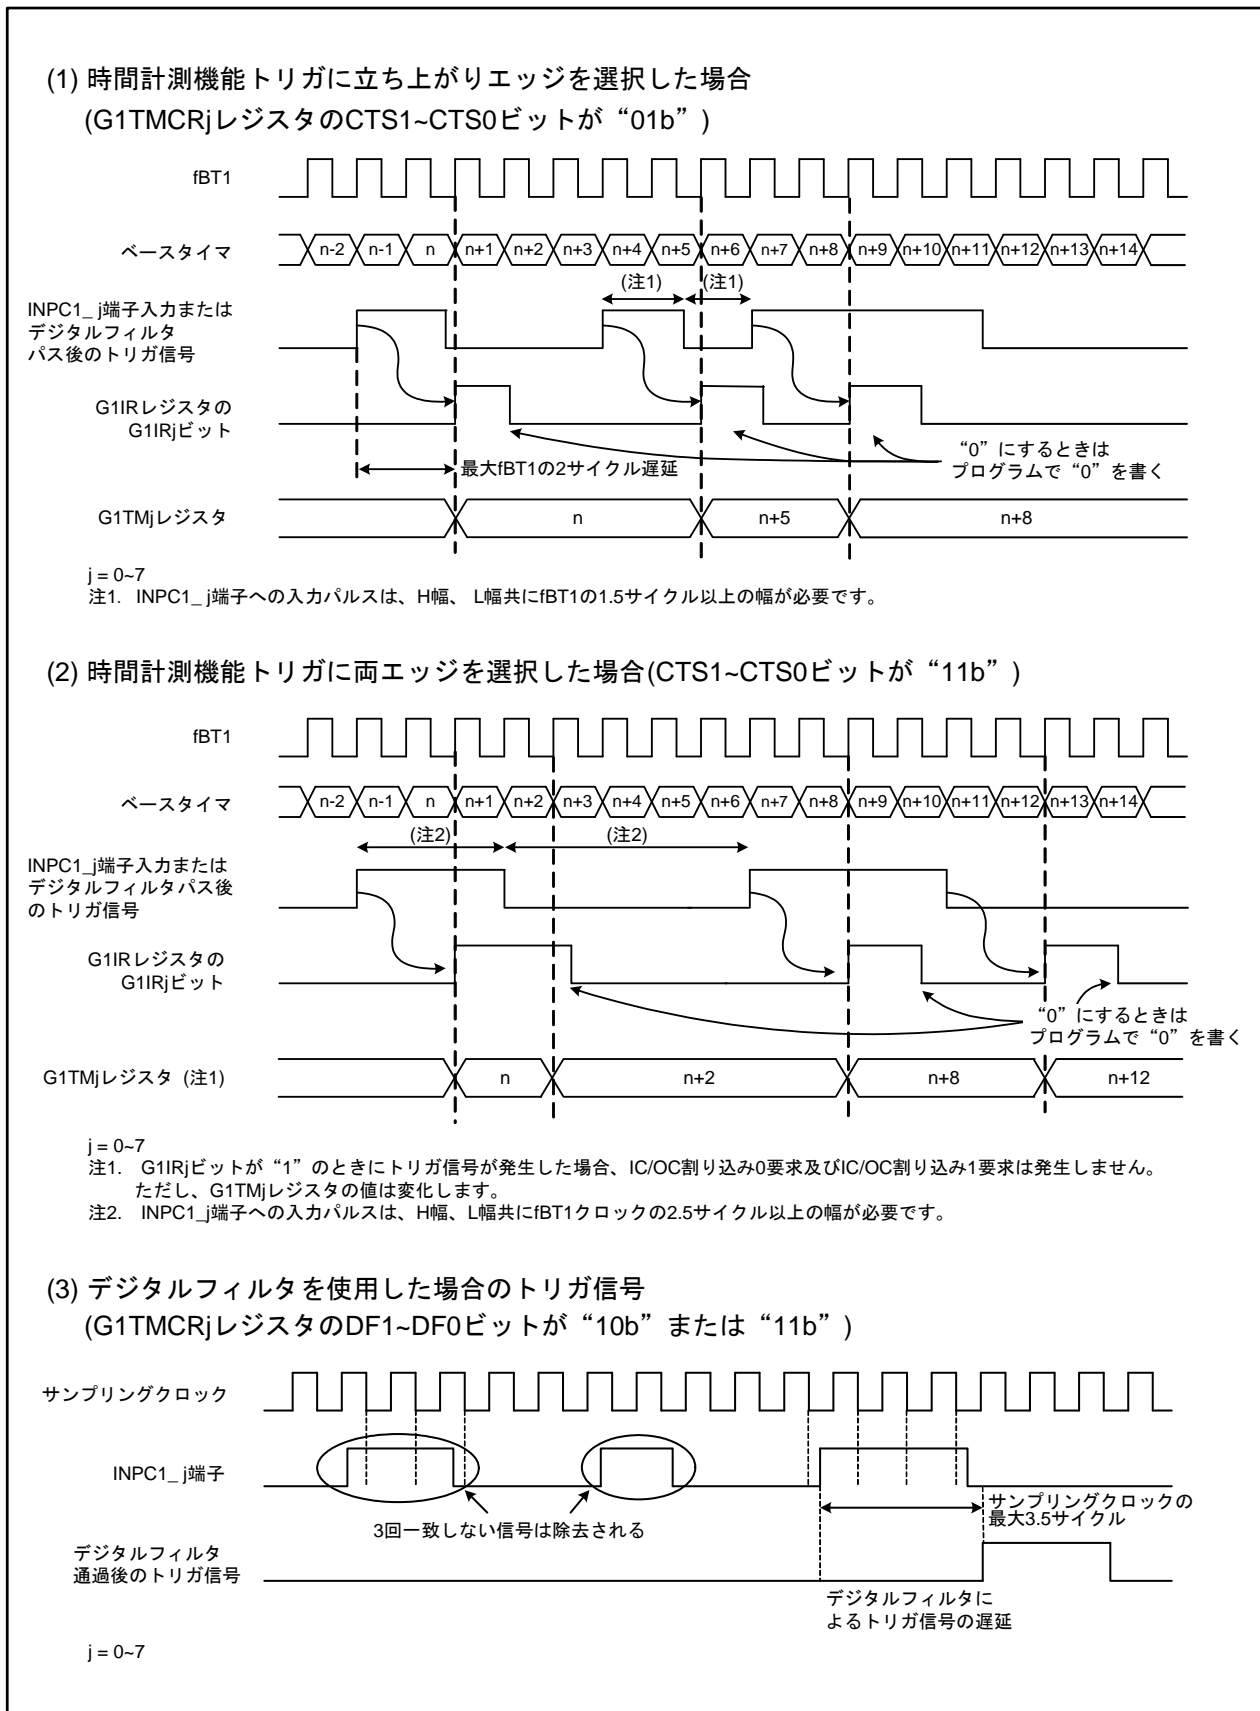 (1) 時間計測機能トリガに立ち上がりエッジを選択した場合
(G1TMCRjレジスタのCTS1~CTS0ビットが“01b”)
fBT1
ベースタイマ
n-2 n-1 n n+1 n+2 n+3 n+4 n+5 n+6 n+7 n+8 n+9 n+10 n+11 n+12 n+13 n+14
(注1) (注1)
INPC1_ j端子入力または
デジタルフィルタ
パス後のトリガ信号
G1IRレジスタの
G1IRjビット
“0”にするときは
プログラムで“0”を書く
最大fBT1の2サイクル遅延
G1TMjレジスタ
n n+5 n+8
j = 0~7
注1. INPC1_ j端子への入力パルスは、H幅、 L幅共にfBT1の1.5サイクル以上の幅が必要です。
(2) 時間計測機能トリガに両エッジを選択した場合(CTS1~CTS0ビットが“11b”)
fBT1
ベースタイマ
n-2 n-1 n n+1 n+2 n+3 n+4 n+5 n+6 n+7 n+8 n+9 n+10 n+11 n+12 n+13 n+14
(注2) (注2)
INPC1_j端子入力または
デジタルフィルタパス後
のトリガ信号
G1IRレジスタの
G1IRjビット
“0”にするときは
プログラムで“0”を書く
G1TMjレジスタ (注1)
n n+2 n+8 n+12
j = 0~7
注1. G1IRjビットが“1”のときにトリガ信号が発生した場合、IC/OC割り込み0要求及びIC/OC割り込み1要求は発生しません。
ただし、G1TMjレジスタの値は変化します。
注2. INPC1_j端子への入力パルスは、H幅、L幅共にfBT1クロックの2.5サイクル以上の幅が必要です。
(3) デジタルフィルタを使用した場合のトリガ信号
(G1TMCRjレジスタのDF1~DF0ビットが“10b”または“11b”)
サンプリングクロック
INPC1_ j端子
3回一致しない信号は除去される
サンプリングクロックの
最大3.5サイクル
デジタルフィルタ
通過後のトリガ信号
デジタルフィルタに
よるトリガ信号の遅延
j = 0~7